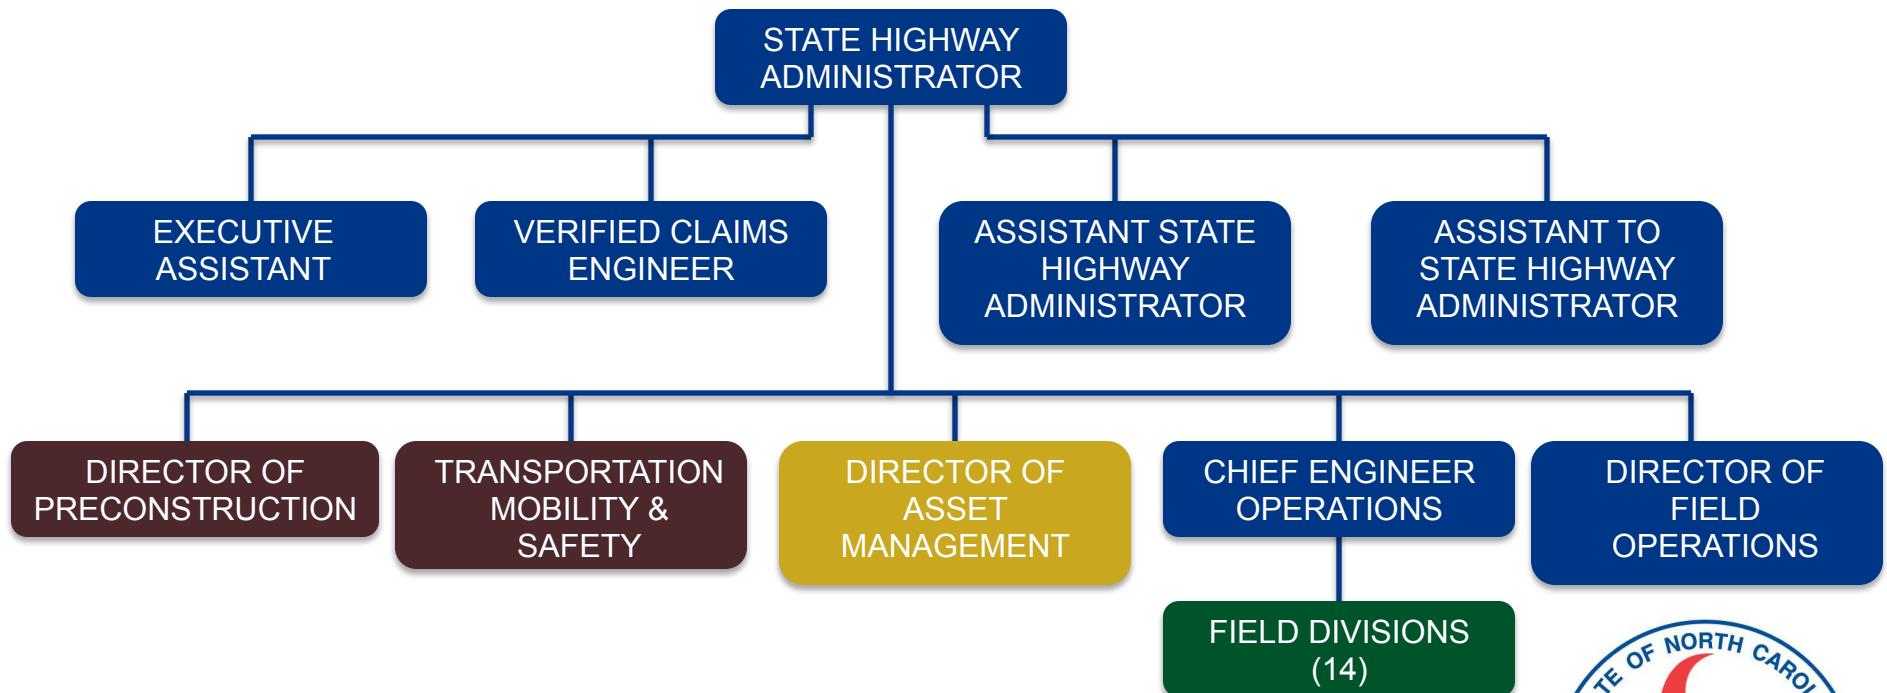 STATE HIGHWAY
ADMINISTRATOR
EXECUTIVE
ASSISTANT
VERIFIED CLAIMS
ENGINEER
ASSISTANT STATE
HIGHWAY
ADMINISTRATOR
ASSISTANT TO
STATE HIGHWAY
ADMINISTRATOR
DIRECTOR OF
PRECONSTRUCTION
TRANSPORTATION
MOBILITY &
SAFETY
DIRECTOR OF
ASSET
MANAGEMENT
CHIEF ENGINEER
OPERATIONS
DIRECTOR OF
FIELD
OPERATIONS
FIELD DIVISIONS
(14)
OF NORTH